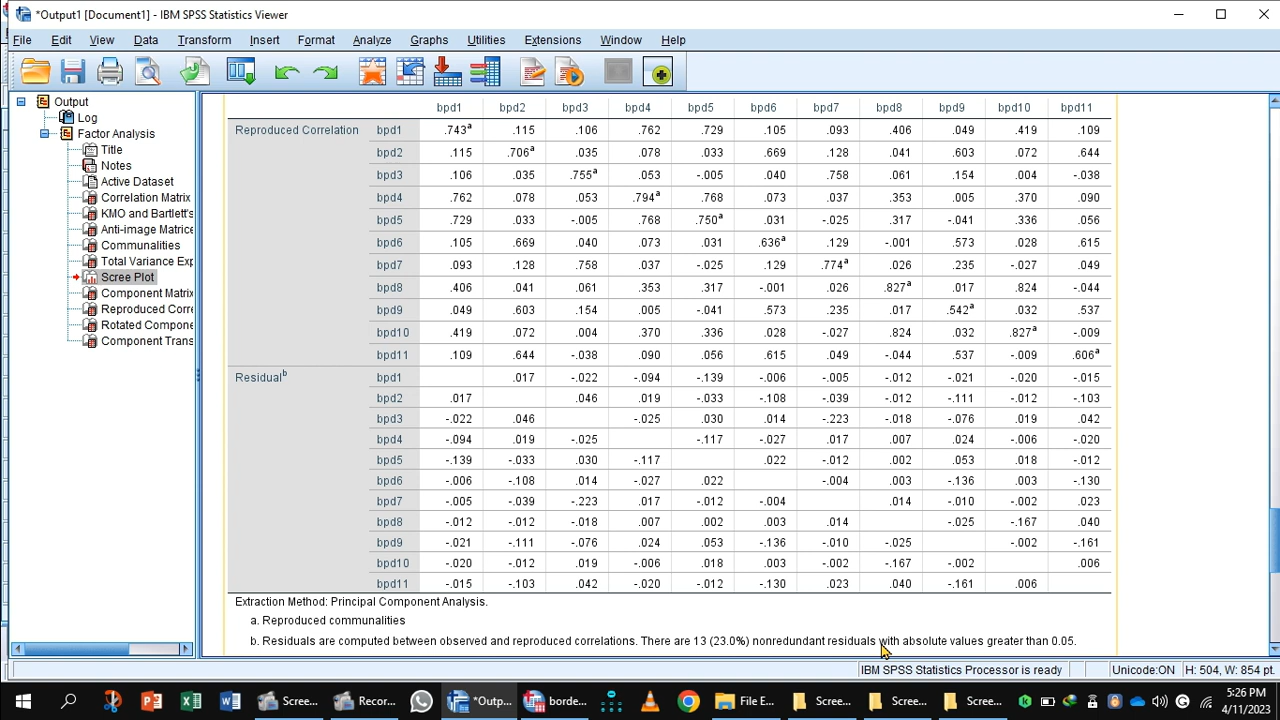 *Output1 [Document1] - IBM SPSS Statistics Viewer
File Edit View Data Transform Insert Format Analyze Graphs Utilities Extensions Window Help
Output
Log
Factor Analysis
Title
Notes
Active Dataset
Correlation Matrix
KMO and Bartlett's
Anti-image Matrice
Communalities
Total Variance Exp
Scree Plot
Component Matrix
Reproduced Corre
Rotated Compone
Component Trans
bpd1 bpd2 bpd3 bpd4 bpd5 bpd6 bpd7 bpd8 bpd9 bpd10 bpd11
Reproduced Correlation bpd1 .743a .115 .106 .762 .729 .105 .093 .406 .049 .419 .109
bpd2 .115 .706a .035 .078 .033 .669 .128 .041 .603 .072 .644
bpd3 .106 .035 .755a .053 -.005 .040 .758 .061 .154 .004 -.038
bpd4 .762 .078 .053 .794a .768 .073 .037 .353 .005 .370 .090
bpd5 .729 .033 -.005 .768 .750a .031 -.025 .317 -.041 .336 .056
bpd6 .105 .669 .040 .073 .031 .636a .129 -.001 .573 .028 .615
bpd7 .093 .128 .758 .037 -.025 .129 .774a .026 .235 -.027 .049
bpd8 .406 .041 .061 .353 .317 -.001 .026 .827a .017 .824 -.044
bpd9 .049 .603 .154 .005 -.041 .573 .235 .017 .542a .032 .537
bpd10 .419 .072 .004 .370 .336 .028 -.027 .824 .032 .827a -.009
bpd11 .109 .644 -.038 .090 .056 .615 .049 -.044 .537 -.009 .606a
Residualb bpd1 .017 -.022 -.094 -.139 -.006 -.005 -.012 -.021 -.020 -.015
bpd2 .017 .046 .019 -.033 -.108 -.039 -.012 -.111 -.012 -.103
bpd3 -.022 .046 -.025 .030 .014 -.223 -.018 -.076 .019 .042
bpd4 -.094 .019 -.025 -.117 -.027 .017 .007 .024 -.006 -.020
bpd5 -.139 -.033 .030 -.117 .022 -.012 .002 .053 .018 -.012
bpd6 -.006 -.108 .014 -.027 .022 -.004 .003 -.136 .003 -.130
bpd7 -.005 -.039 -.223 .017 -.012 -.004 .014 -.010 -.002 .023
bpd8 -.012 -.012 -.018 .007 .002 .003 .014 -.025 -.167 .040
bpd9 -.021 -.111 -.076 .024 .053 -.136 -.010 -.025 -.002 -.161
bpd10 -.020 -.012 .019 -.006 .018 .003 -.002 -.167 -.002 .006
bpd11 -.015 -.103 .042 -.020 -.012 -.130 .023 .040 -.161 .006
Extraction Method: Principal Component Analysis.
a. Reproduced communalities
b. Residuals are computed between observed and reproduced correlations. There are 13 (23.0%) nonredundant residuals with absolute values greater than 0.05.
IBM SPSS Statistics Processor is ready Unicode:ON H: 504, W: 854 pt.
Scree... Recor... *Outp... borde... File E... Scree... Scree... Scree...
5:26 PM
4/11/2023